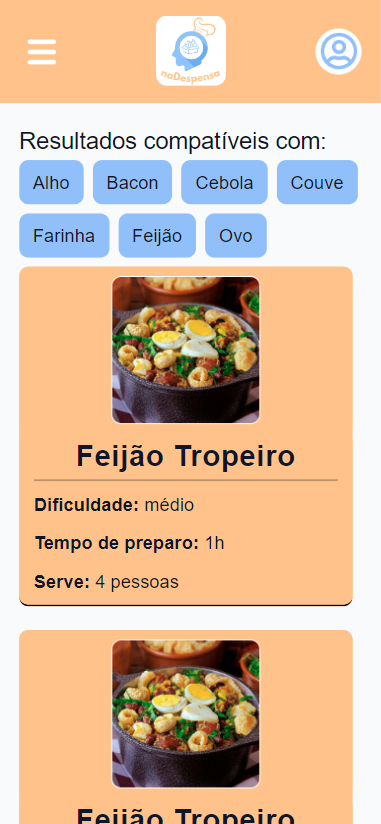 naDespensa
Resultados compatíveis com:
Alho Bacon Cebola Couve
Farinha Feijão Ovo
Feijão Tropeiro
Dificuldade: médio
Tempo de preparo: 1h
Serve: 4 pessoas
Feijão Tropeiro